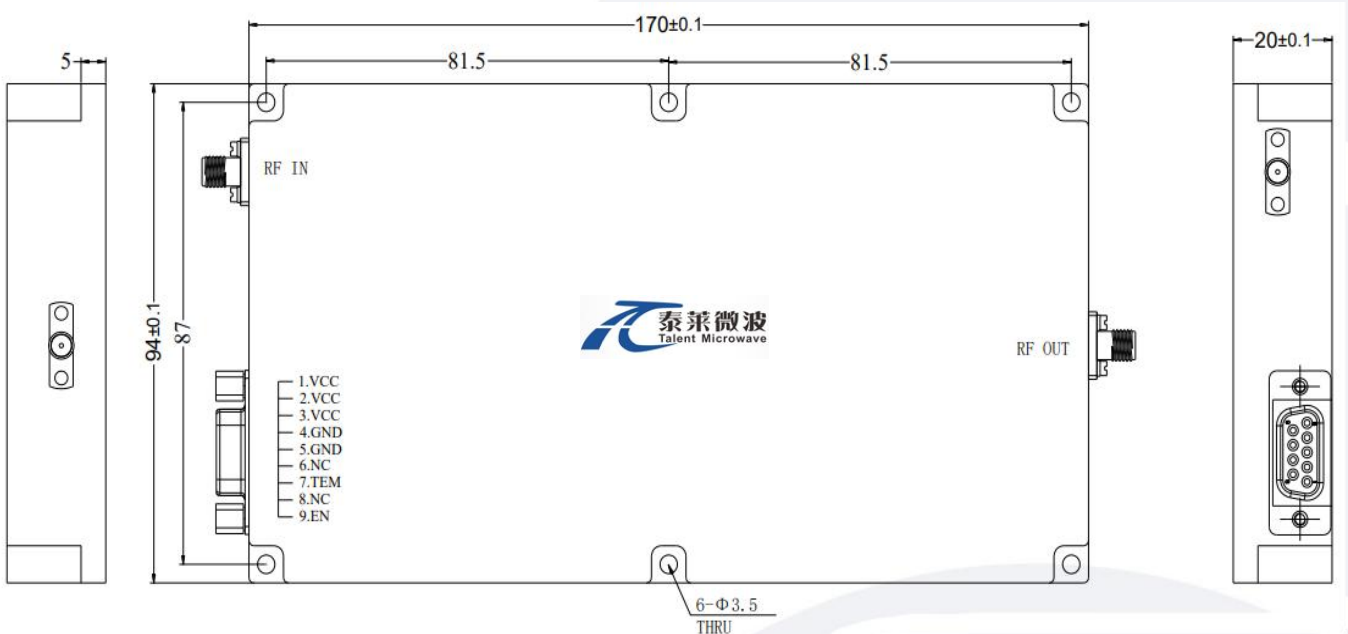 170±0.1
5
81.5
81.5
20±0.1
RF IN
94±0.1
87
泰莱微波
Talent Microwave
RF OUT
1.VCC
2.VCC
3.VCC
4.GND
5.GND
6.NC
7.TEM
8.NC
9.EN
6-Φ3.5
THRU